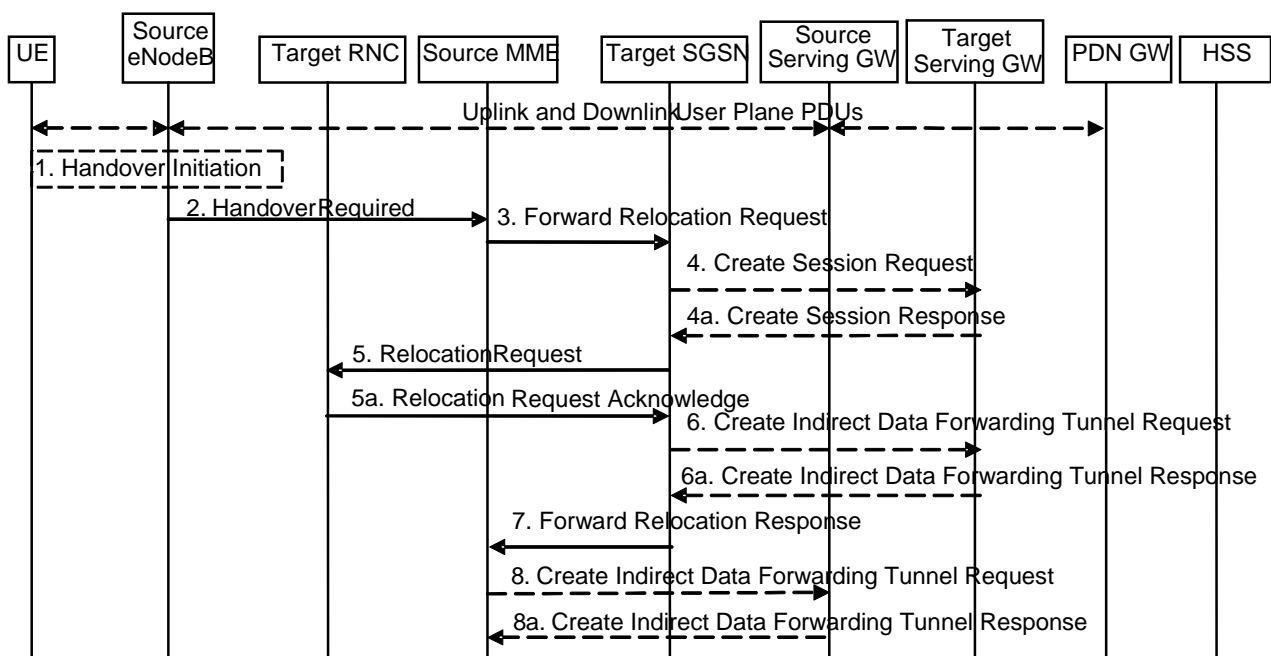 UE
Source
eNodeB
Target RNC
Source MME
Target SGSN
Source
Serving GW
Target
Serving GW
PDN GW
HSS
Uplink and Downlink User Plane PDUs
1. Handover Initiation
2. Handover Required
3. Forward Relocation Request
4. Create Session Request
4a. Create Session Response
5. Relocation Request
5a. Relocation Request Acknowledge
6. Create Indirect Data Forwarding Tunnel Request
6a. Create Indirect Data Forwarding Tunnel Response
7. Forward Relocation Response
8. Create Indirect Data Forwarding Tunnel Request
8a. Create Indirect Data Forwarding Tunnel Response